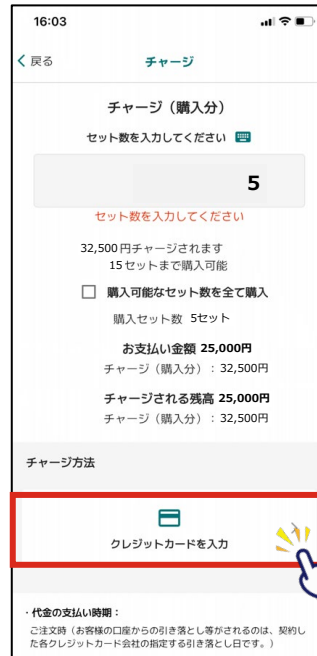 16:03
戻る
チャージ
チャージ（購入分）
セット数を入力してください
5
セット数を入力してください
32,500円チャージされます
15セットまで購入可能
購入可能なセット数を全て購入
購入セット数 5セット
お支払い金額 25,000円
チャージ（購入分）：32,500円
チャージされる残高 25,000円
チャージ（購入分）：32,500円
チャージ方法
クレジットカードを入力
・代金の支払い時期：
ご注文時（お客様の口座からの引き落とし等がされるのは、契約し
た各クレジットカード会社の指定する引き落とし日です。）